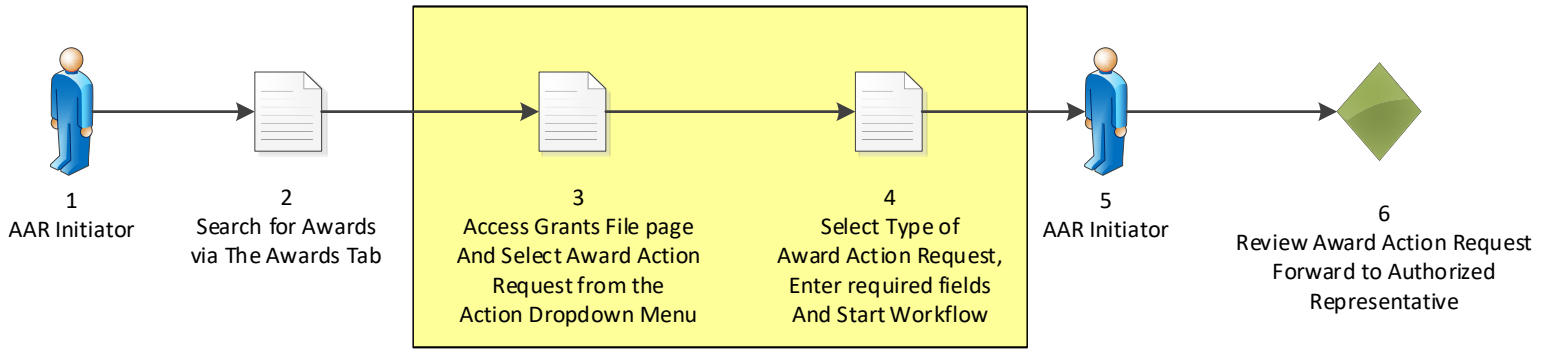 1
AAR Initiator
2
Search for Awards
via The Awards Tab
3
Access Grants File page
And Select Award Action
Request from the
Action Dropdown Menu
4
Select Type of
Award Action Request,
Enter required fields
And Start Workflow
5
AAR Initiator
6
Review Award Action Request
Forward to Authorized
Representative